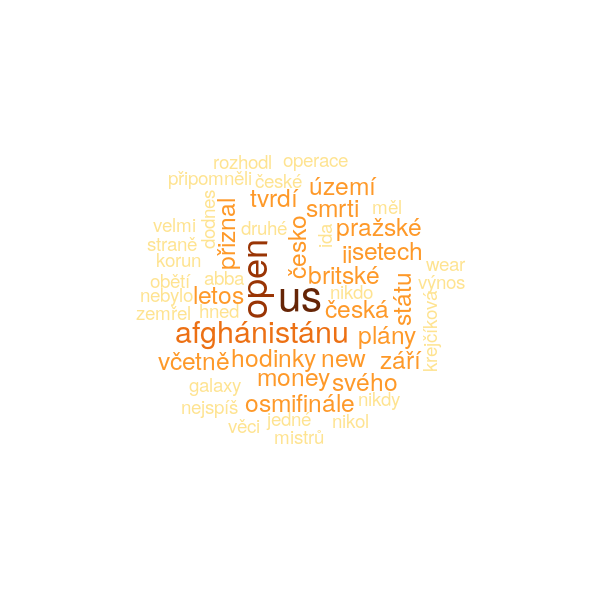 rozhodl
operace
připomněli
české
území
tvrdí
smrti
měl
dodnes
přiznal
velmi
druhé
česko
ida
pražské
straně
korun
ii
setech
wear
obětí
abba
britské
výnos
nebylo
letos
open
us
nikdo
státu
zemřel
hned
česká
krejčíková
afghánistánu
plány
včetně
hodinky
new
září
money
svého
galaxy
osmifinále
nikdy
nejspíš
jedné
nikol
věci
mistrů